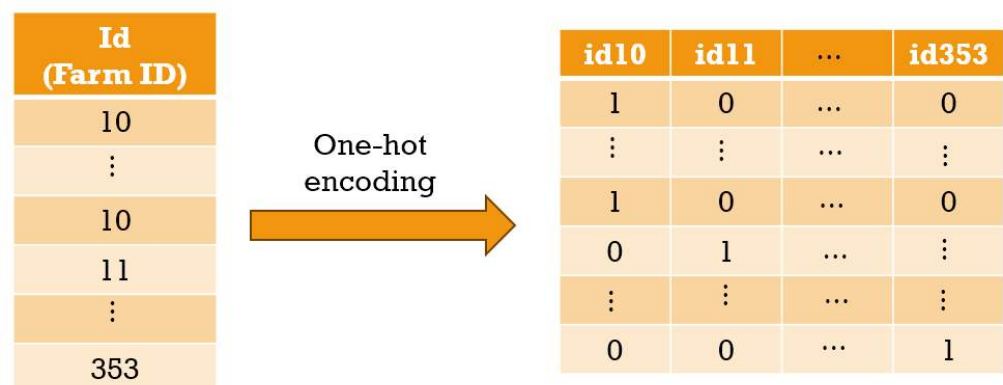 Id
(Farm ID)
10
⋮
10
11
⋮
353
One-hot
encoding
id10 id11 ... id353
1 0 ... 0
⋮ ⋮ ... ⋮
1 0 ... 0
0 1 ... ⋮
⋮ ⋮ ... ⋮
0 0 ... 1